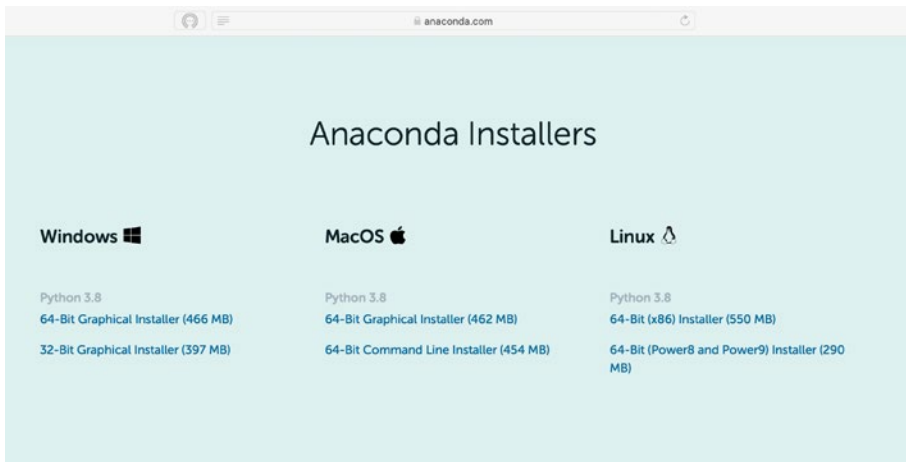 anaconda.com
Anaconda Installers
Windows
Python 3.8
64-Bit Graphical Installer (466 MB)
32-Bit Graphical Installer (397 MB)
MacOS
Python 3.8
64-Bit Graphical Installer (462 MB)
64-Bit Command Line Installer (454 MB)
Linux
Python 3.8
64-Bit (x86) Installer (550 MB)
64-Bit (Power8 and Power9) Installer (290
MB)